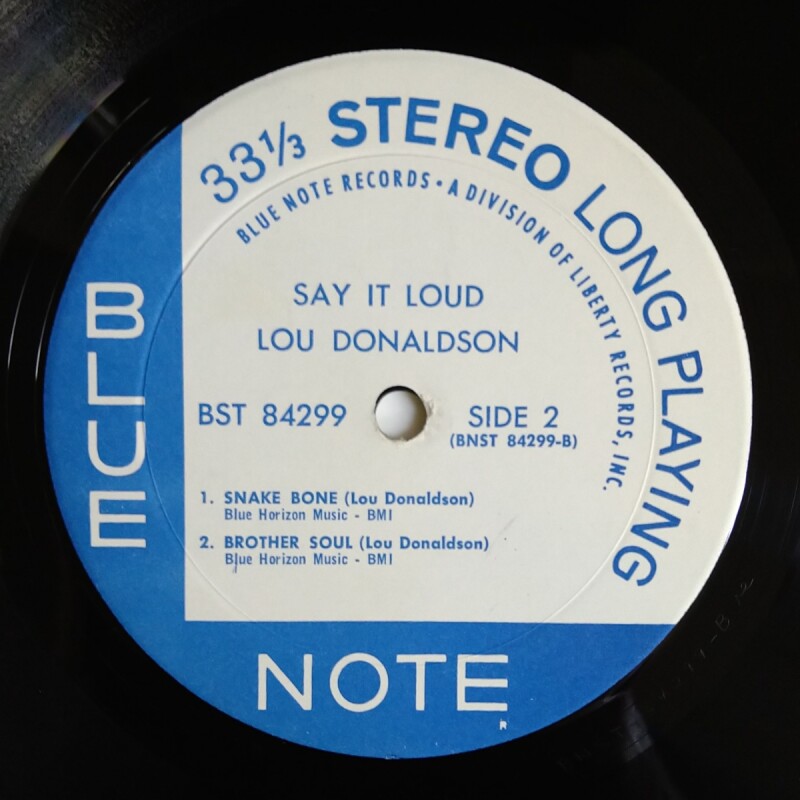 33⅓ STEREO LONG PLAYING
BLUE NOTE RECORDS • A DIVISION OF LIBERTY RECORDS, INC.
SAY IT LOUD
LOU DONALDSON
BST 84299
SIDE 2
(BNST 84299-B)
1. SNAKE BONE (Lou Donaldson)
Blue Horizon Music - BMI
2. BROTHER SOUL (Lou Donaldson)
Blue Horizon Music - BMI
BLUE
NOTE